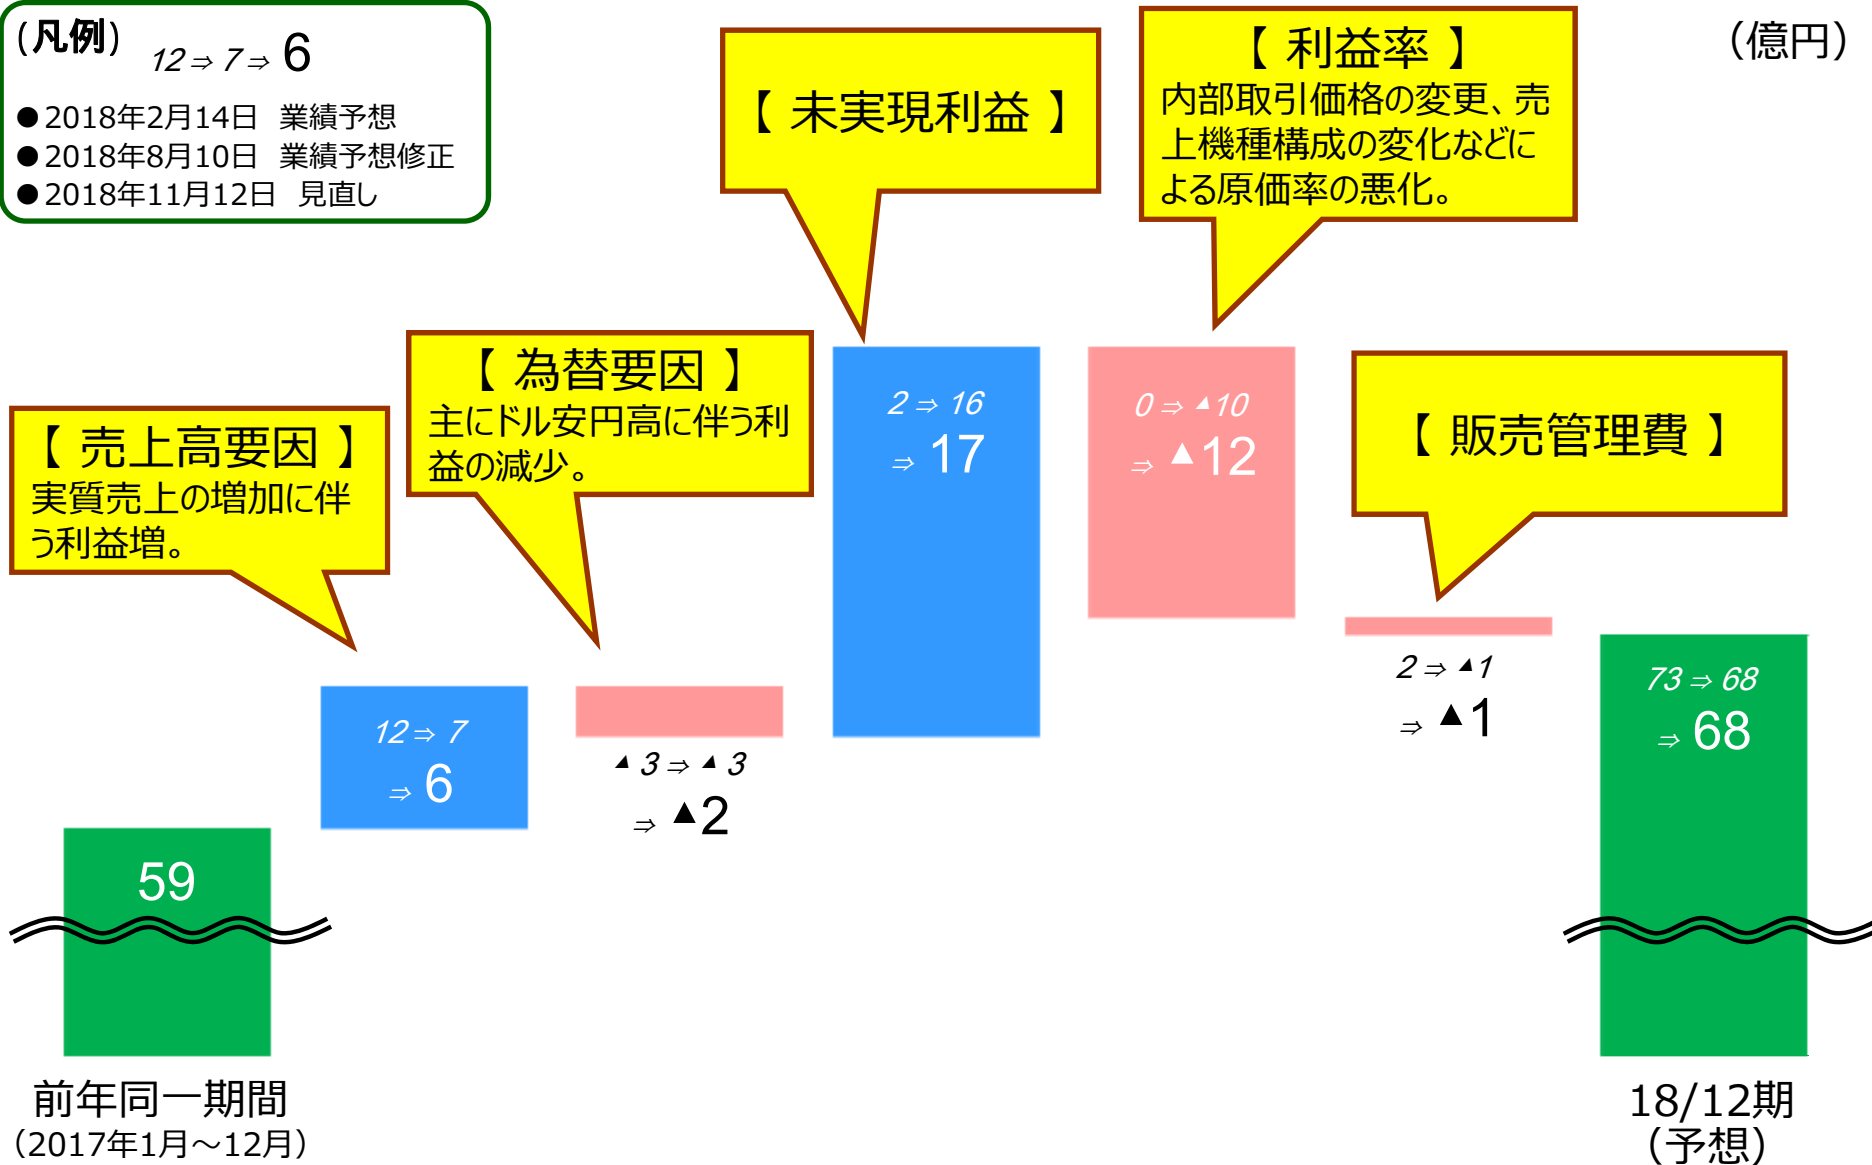 (凡例)
12⇒7⇒6
●2018年2月14日 業績予想
●2018年8月10日 業績予想修正
●2018年11月12日 見直し
(億円)
【 未実現利益 】
【 利益率 】
内部取引価格の変更、売
上機種構成の変化などに
よる原価率の悪化。
【 為替要因 】
主にドル安円高に伴う利
益の減少。
【 売上高要因 】
実質売上の増加に伴
う利益増。
【 販売管理費 】
59
12⇒7
⇒6
▲3⇒▲3
⇒▲2
2⇒16
⇒17
0⇒▲10
⇒▲12
2⇒▲1
⇒▲1
73⇒68
⇒68
前年同一期間
(2017年1月~12月)
18/12期
(予想)